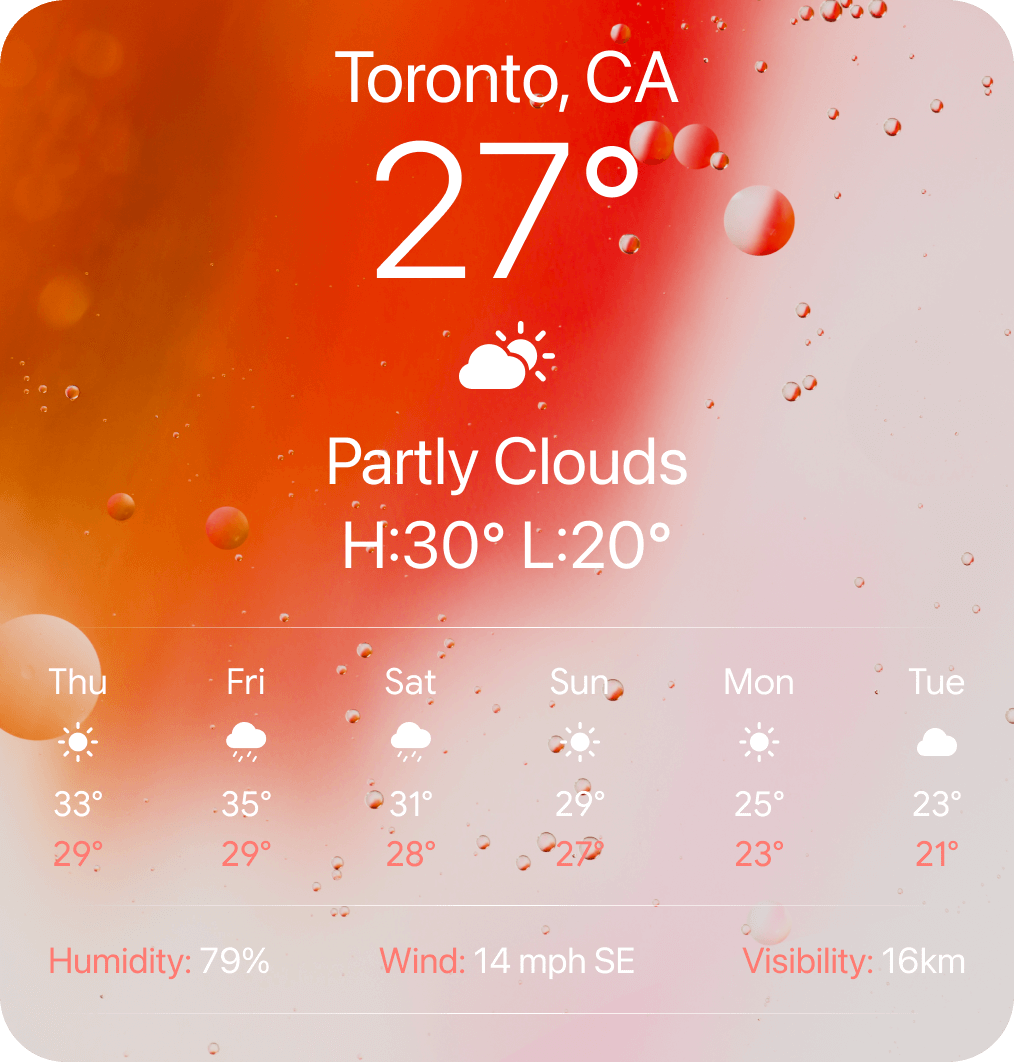 Toronto, CA
27°
Partly Clouds
H:30° L:20°
Thu Fri Sat Sun Mon Tue
33° 35° 31° 29° 25° 23°
29° 29° 28° 27° 23° 21°
Humidity: 79% Wind: 14 mph SE Visibility: 16km